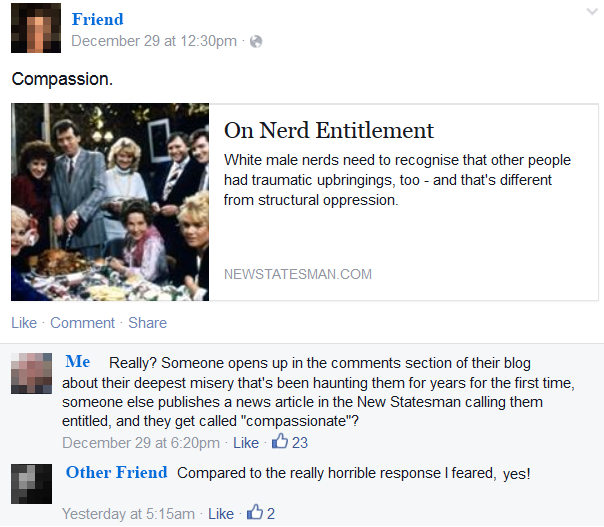 Friend
December 29 at 12:30pm ·
Compassion.
On Nerd Entitlement
White male nerds need to recognise that other people
had traumatic upbringings, too - and that's different
from structural oppression.
NEWSTATESMAN.COM
Like · Comment · Share
Me Really? Someone opens up in the comments section of their blog
about their deepest misery that's been haunting them for years for the first time,
someone else publishes a news article in the New Statesman calling them
entitled, and they get called "compassionate"?
December 29 at 6:20pm · Like · 23
Other Friend Compared to the really horrible response I feared, yes!
Yesterday at 5:15am · Like · 2